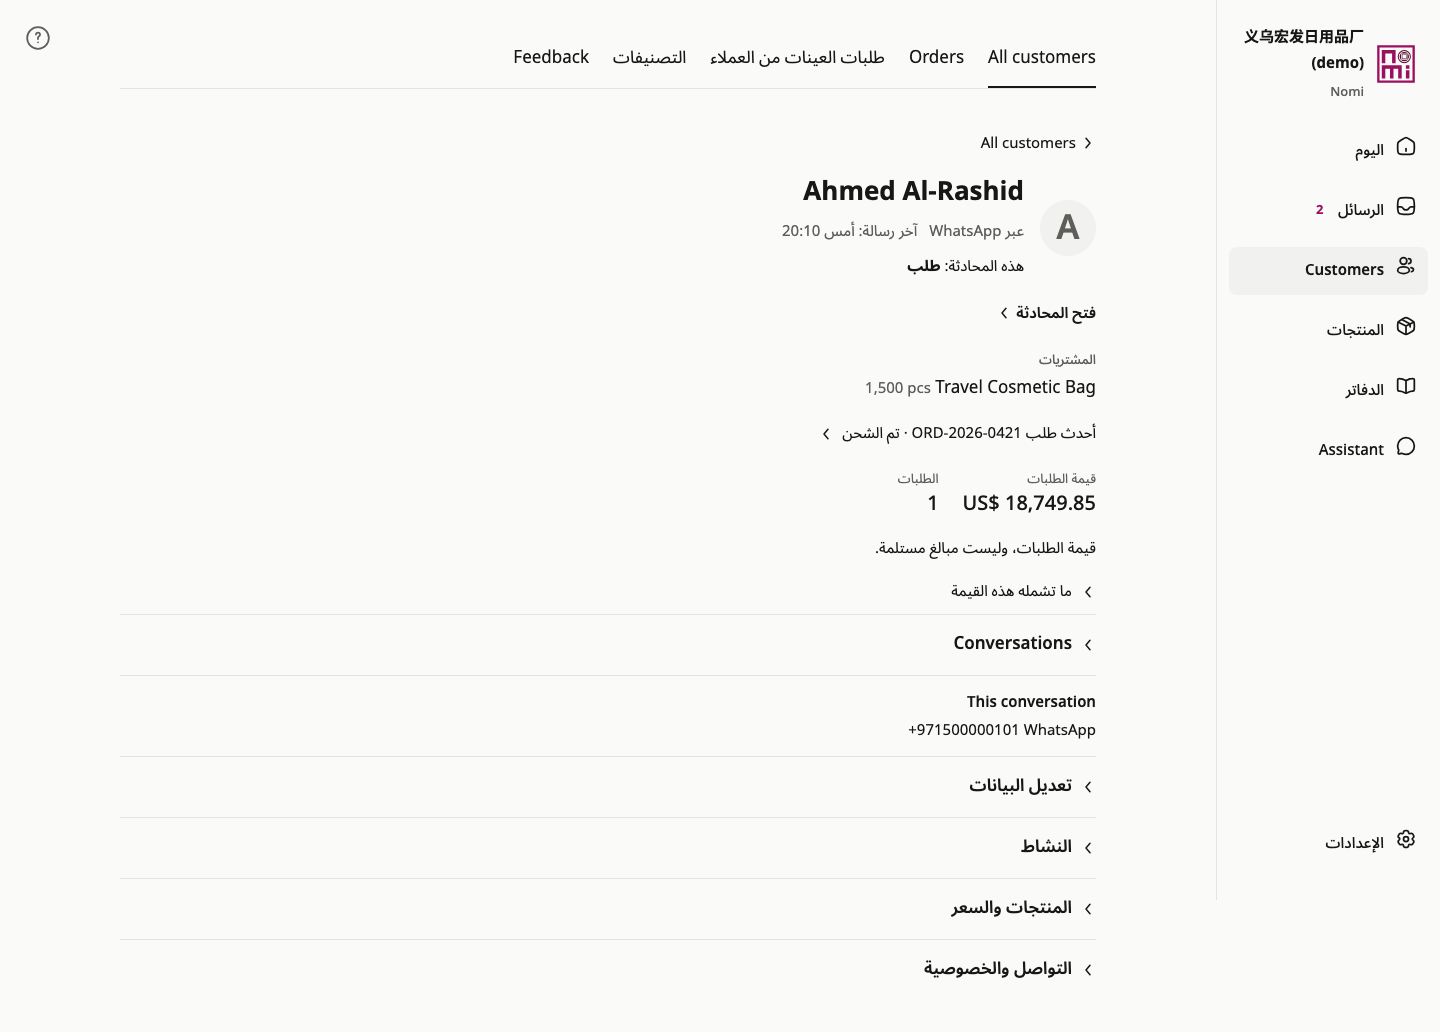 义乌宏发日用品厂
(demo)
Nomi
اليوم
الرسائل 2
Customers
المنتجات
الدفاتر
Assistant
الإعدادات
All customers
Orders
طلبات العينات من العملاء
التصنيفات
Feedback
All customers
Ahmed Al-Rashid
A
عبر WhatsApp آخر رسالة: أمس 20:10
هذه المحادثة: طلب
فتح المحادثة
المشتريات
Travel Cosmetic Bag 1,500 pcs
أحدث طلب ORD-2026-0421 · تم الشحن
قيمة الطلبات
US$ 18,749.85
الطلبات
1
قيمة الطلبات، وليست مبالغ مستلمة.
ما تشمله هذه القيمة
Conversations
This conversation
+971500000101 WhatsApp
تعديل البيانات
النشاط
المنتجات والسعر
التواصل والخصوصية